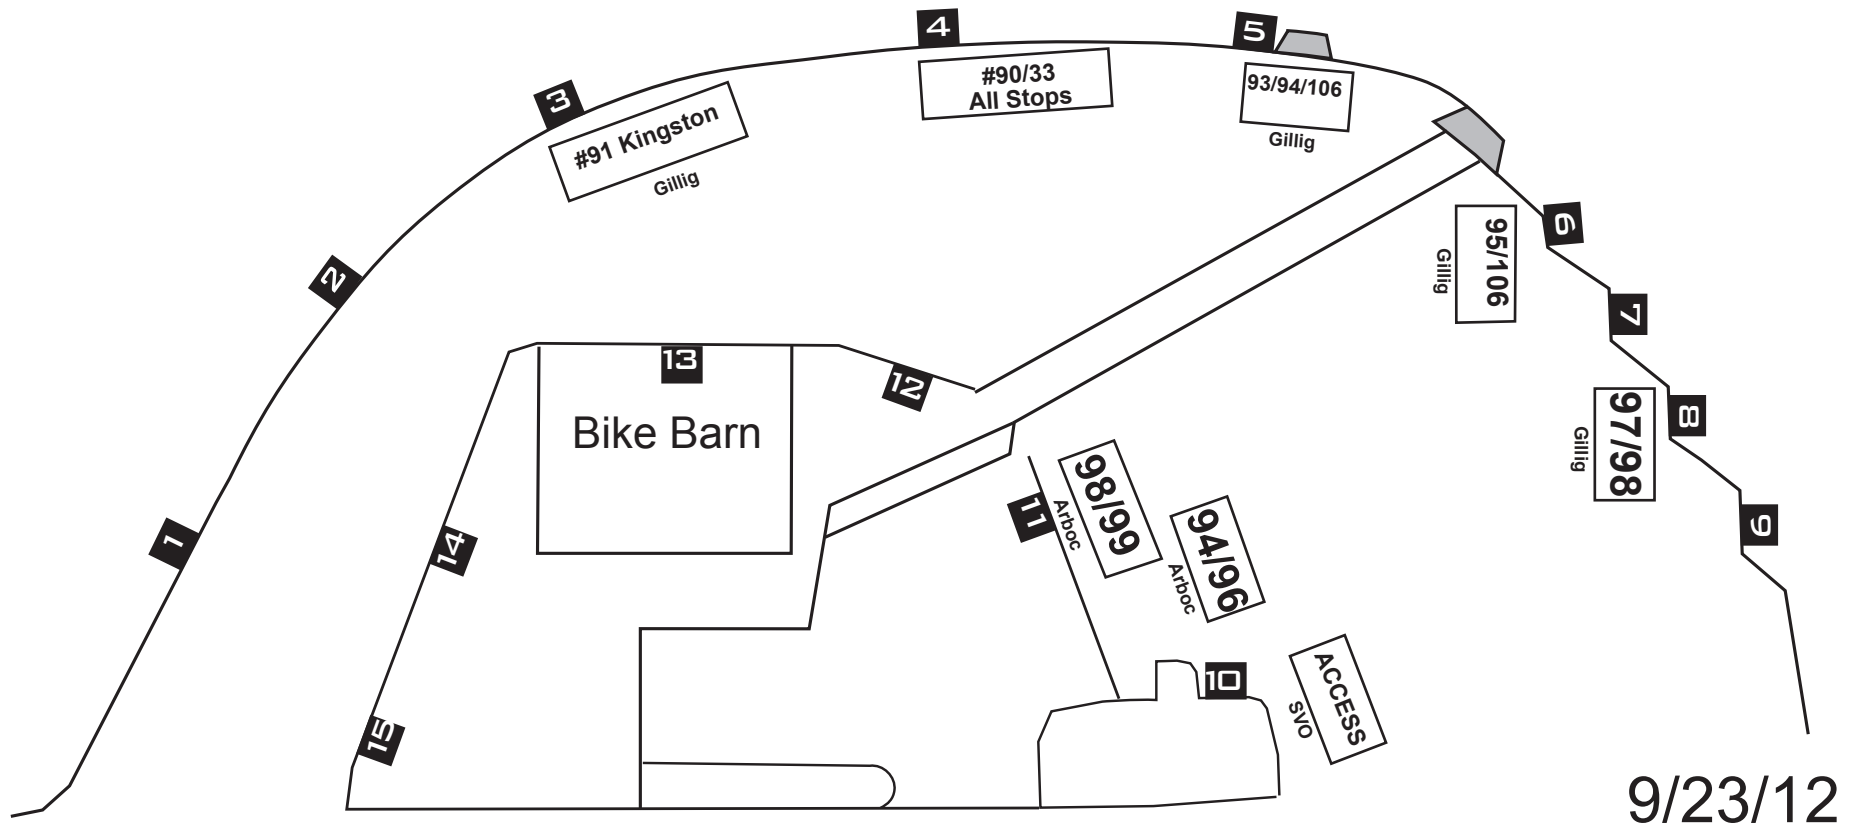 4
5
3
#90/33
All Stops
93/94/106
Gillig
#91 Kingston
Gillig
6
95/106
Gillig
2
7
13
12
Bike Barn
97/98
Gillig
8
1
14
11
98/99
Arboc
94/96
Arboc
9
10
ACCESS
SVO
15
9/23/12